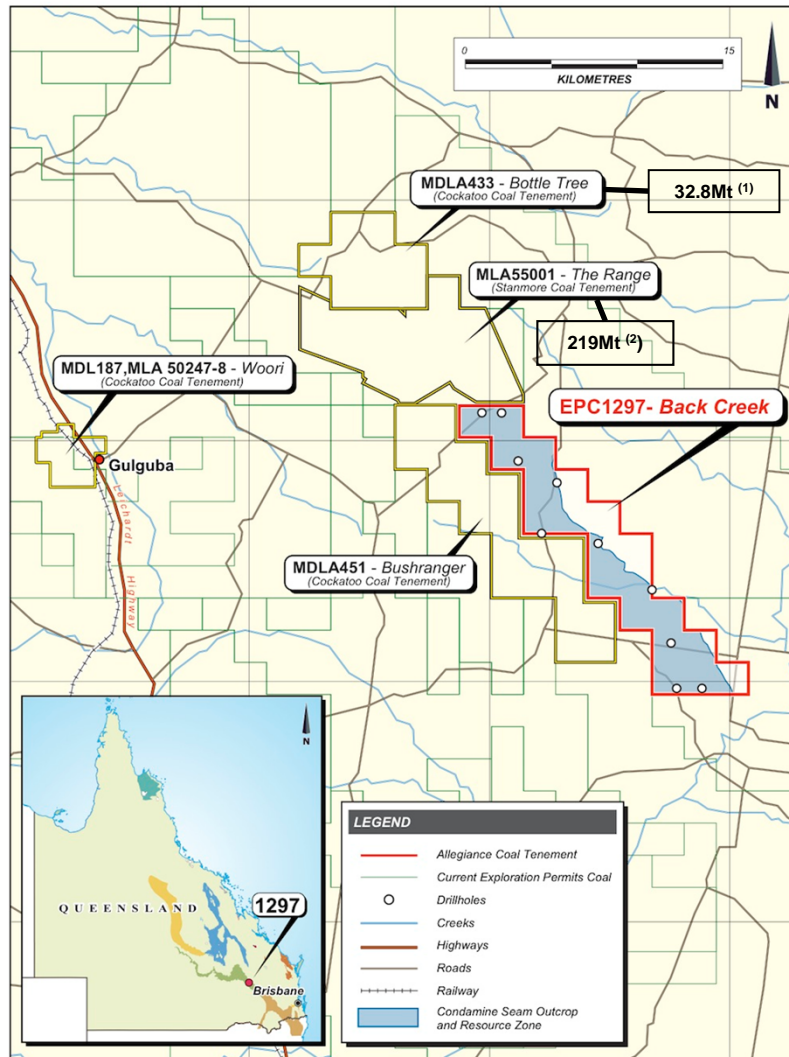 0
15
KILOMETRES
N
MDLA433 - Bottle Tree
(Cockatoo Coal Tenement)
32.8Mt (1)
MLA55001 - The Range
(Stanmore Coal Tenement)
219Mt (2)
MDL187,MLA 50247-8 - Woori
(Cockatoo Coal Tenement)
EPC1297- Back Creek
Gulguba
Leichardt Highway
MDLA451 - Bushranger
(Cockatoo Coal Tenement)
N
QUEENSLAND
1297
Brisbane
LEGEND
Allegiance Coal Tenement
Current Exploration Permits Coal
Drillholes
Creeks
Highways
Roads
Railway
Condamine Seam Outcrop
and Resource Zone